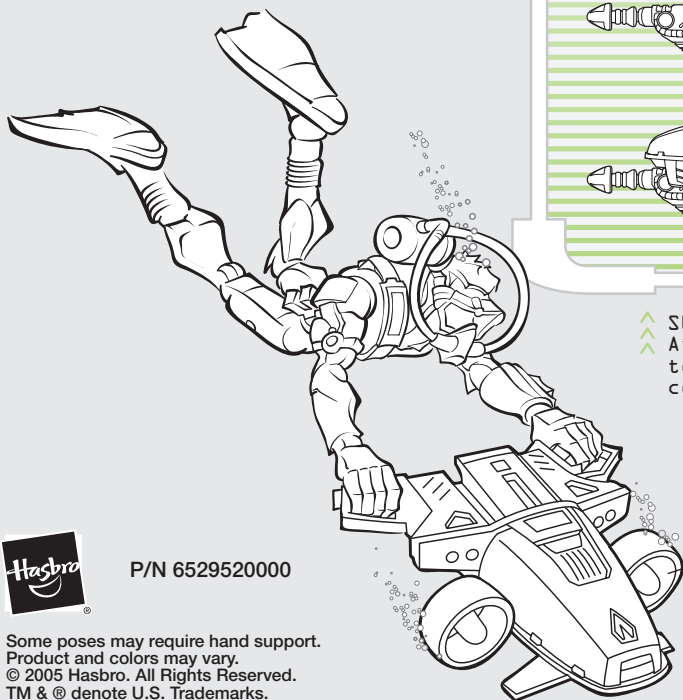 Hasbro
®
P/N 6529520000
Some poses may require hand support.
Product and colors may vary.
© 2005 Hasbro. All Rights Reserved.
TM & ® denote U.S. Trademarks.